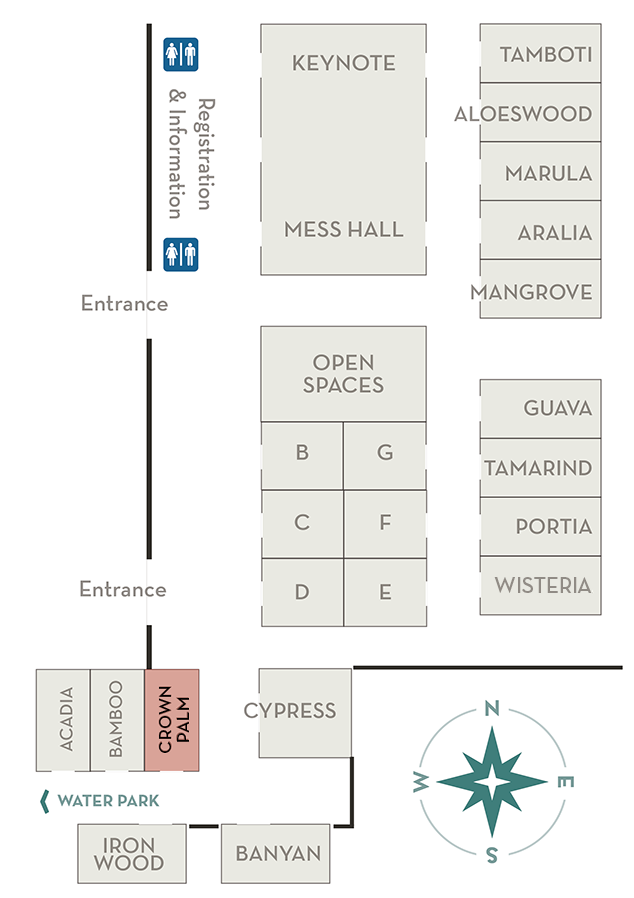 KEYNOTE
MESS HALL
TAMBOTI
ALOESWOOD
MARULA
ARALIA
MANGROVE
Registration
& Information
Entrance
OPEN
SPACES
B
G
C
F
D
E
GUAVA
TAMARIND
PORTIA
WISTERIA
Entrance
ACADIA
BAMBOO
CROWN
PALM
CYPRESS
WATER PARK
IRON
WOOD
BANYAN
N
W
E
S